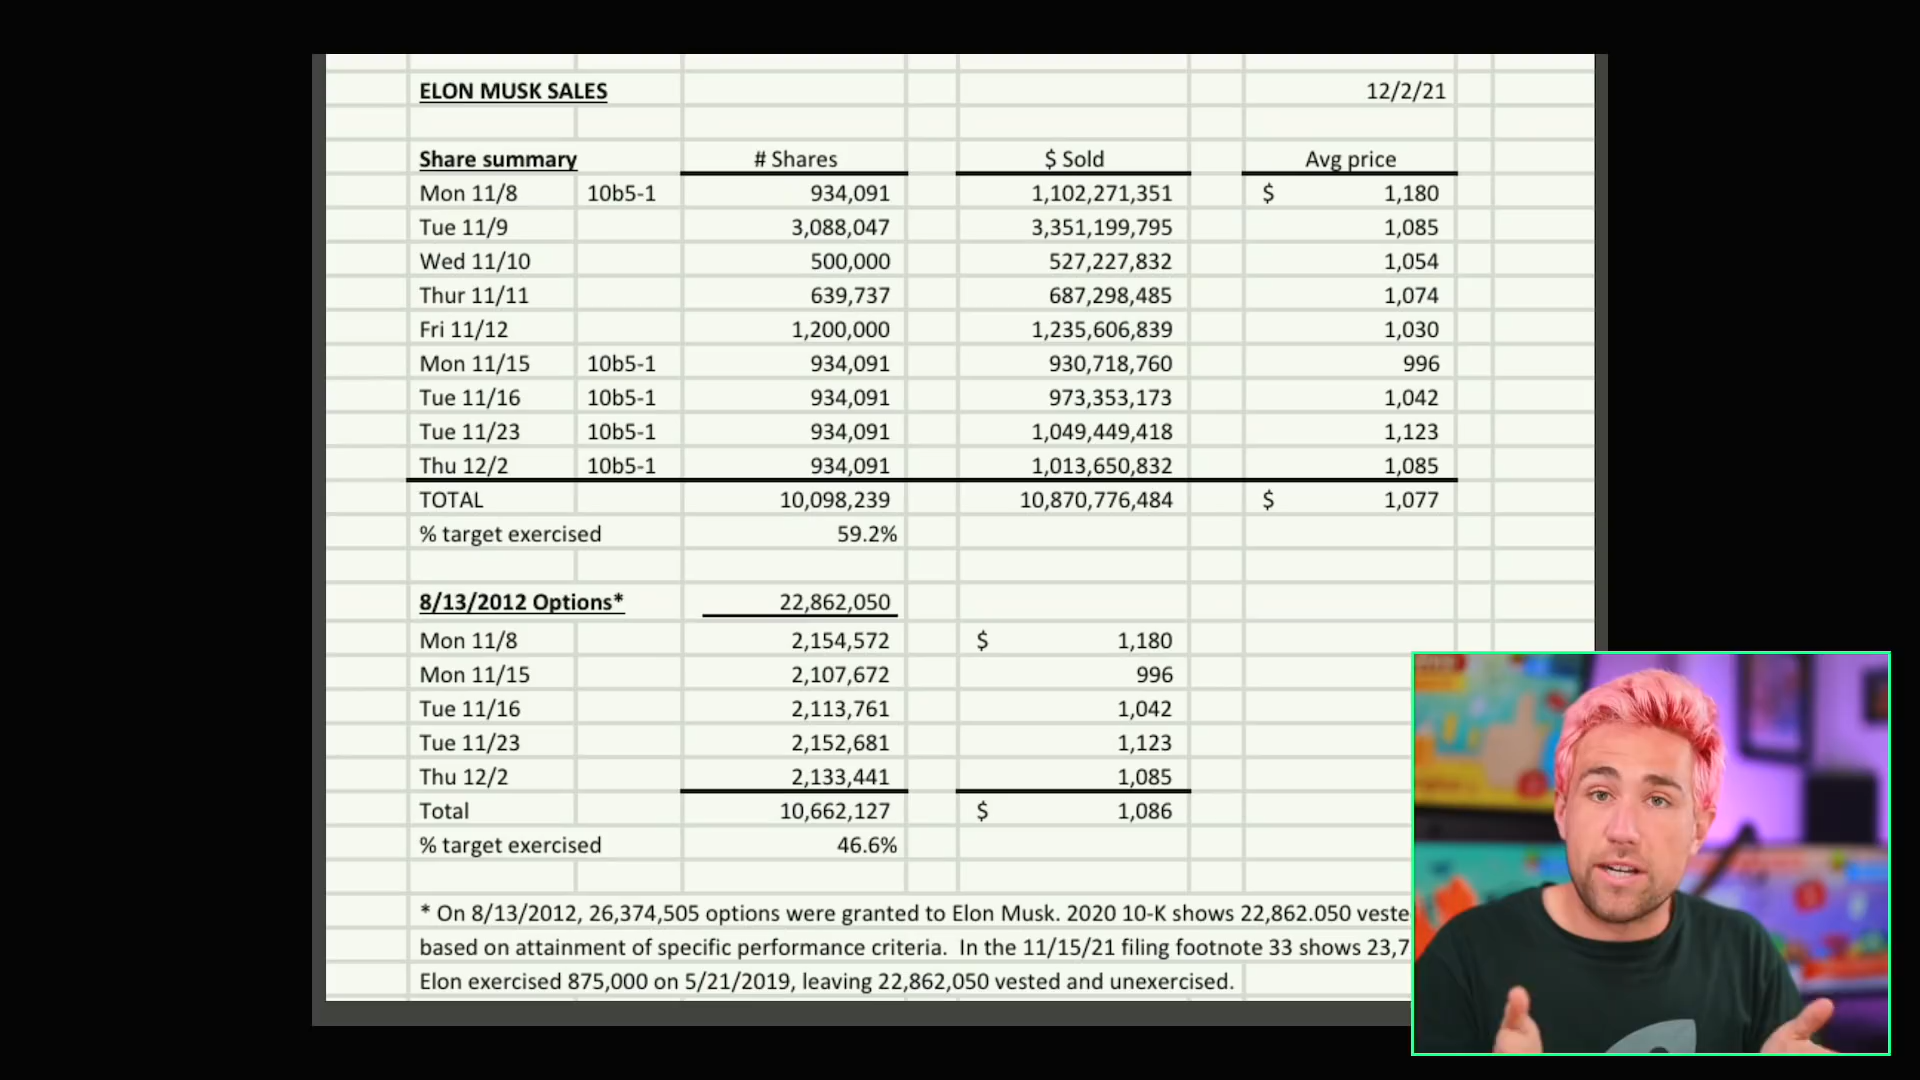 ELON MUSK SALES 12/2/21
Share summary # Shares $ Sold Avg price
Mon 11/8 10b5-1 934,091 1,102,271,351 $ 1,180
Tue 11/9 3,088,047 3,351,199,795 1,085
Wed 11/10 500,000 527,227,832 1,054
Thur 11/11 639,737 687,298,485 1,074
Fri 11/12 1,200,000 1,235,606,839 1,030
Mon 11/15 10b5-1 934,091 930,718,760 996
Tue 11/16 10b5-1 934,091 973,353,173 1,042
Tue 11/23 10b5-1 934,091 1,049,449,418 1,123
Thu 12/2 10b5-1 934,091 1,013,650,832 1,085
TOTAL 10,098,239 10,870,776,484 $ 1,077
% target exercised 59.2%
8/13/2012 Options* 22,862,050
Mon 11/8 2,154,572 $ 1,180
Mon 11/15 2,107,672 996
Tue 11/16 2,113,761 1,042
Tue 11/23 2,152,681 1,123
Thu 12/2 2,133,441 1,085
Total 10,662,127 $ 1,086
% target exercised 46.6%
* On 8/13/2012, 26,374,505 options were granted to Elon Musk. 2020 10-K shows 22,862.050 veste
based on attainment of specific performance criteria. In the 11/15/21 filing footnote 33 shows 23,7
Elon exercised 875,000 on 5/21/2019, leaving 22,862,050 vested and unexercised.